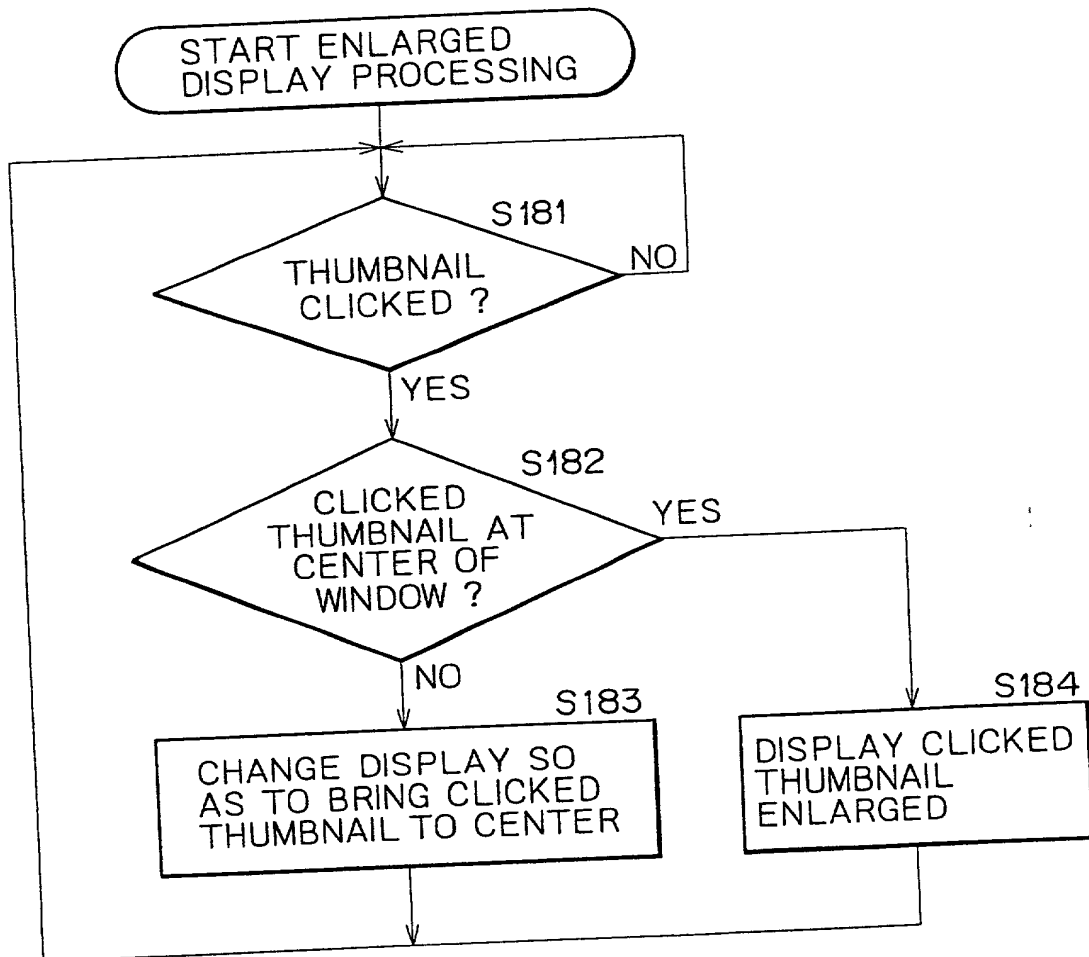 START ENLARGED
DISPLAY PROCESSING
S181
THUMBNAIL
CLICKED ?
NO
YES
S182
CLICKED
THUMBNAIL AT
CENTER OF
WINDOW ?
YES
NO
S183
CHANGE DISPLAY SO
AS TO BRING CLICKED
THUMBNAIL TO CENTER
S184
DISPLAY CLICKED
THUMBNAIL
ENLARGED